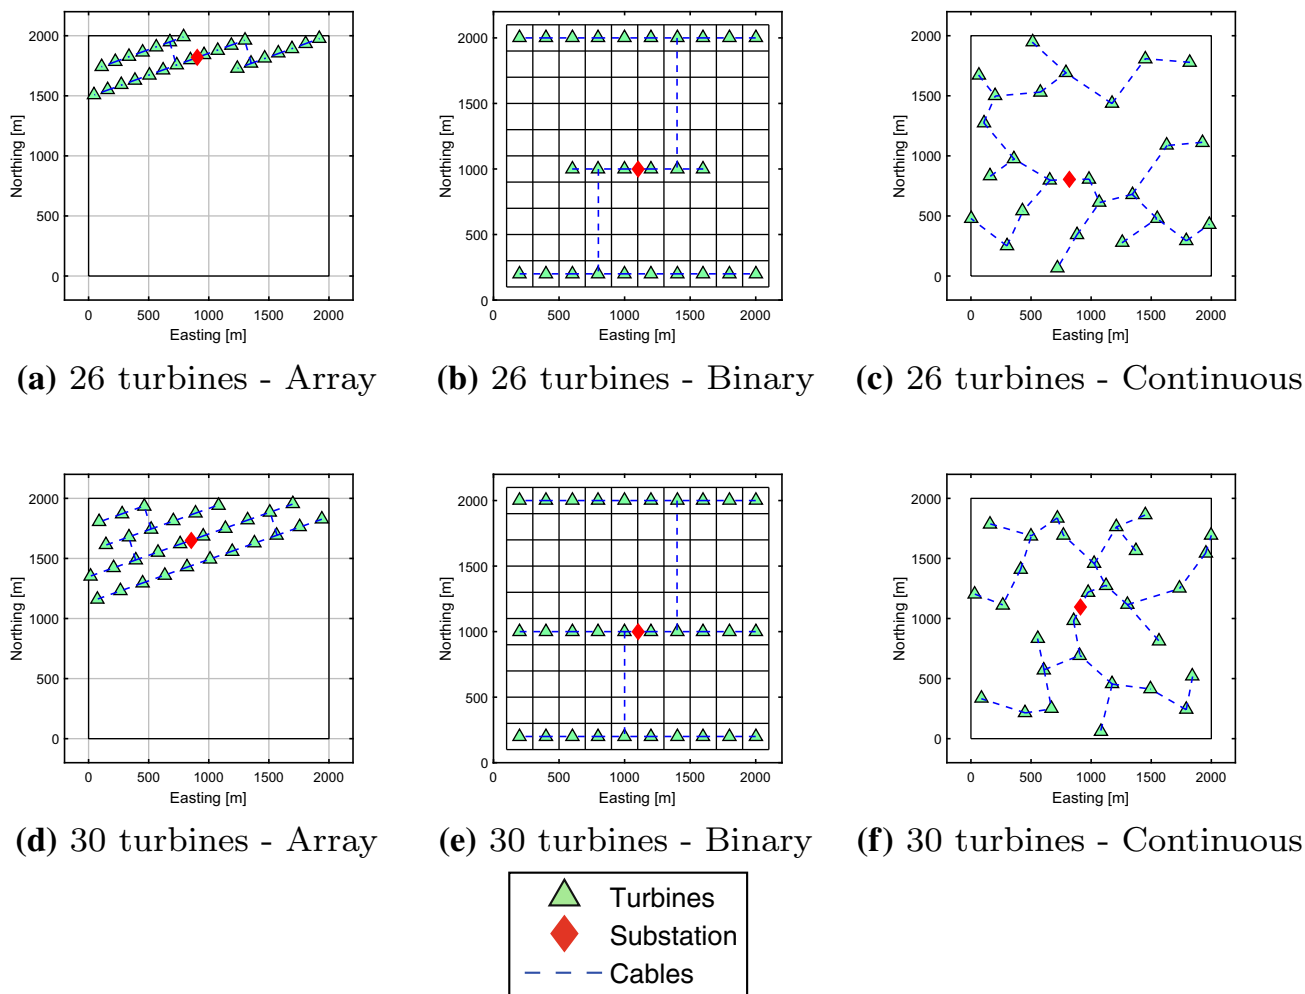 2000
1500
1000
500
0
Northing [m]
0 500 1000 1500 2000
Easting [m]
(a) 26 turbines - Array
2000
1500
1000
500
0
Northing [m]
0 500 1000 1500 2000
Easting [m]
(b) 26 turbines - Binary
2000
1500
1000
500
0
Northing [m]
0 500 1000 1500 2000
Easting [m]
(c) 26 turbines - Continuous
2000
1500
1000
500
0
Northing [m]
0 500 1000 1500 2000
Easting [m]
(d) 30 turbines - Array
2000
1500
1000
500
0
Northing [m]
0 500 1000 1500 2000
Easting [m]
(e) 30 turbines - Binary
2000
1500
1000
500
0
Northing [m]
0 500 1000 1500 2000
Easting [m]
(f) 30 turbines - Continuous
Turbines
Substation
Cables